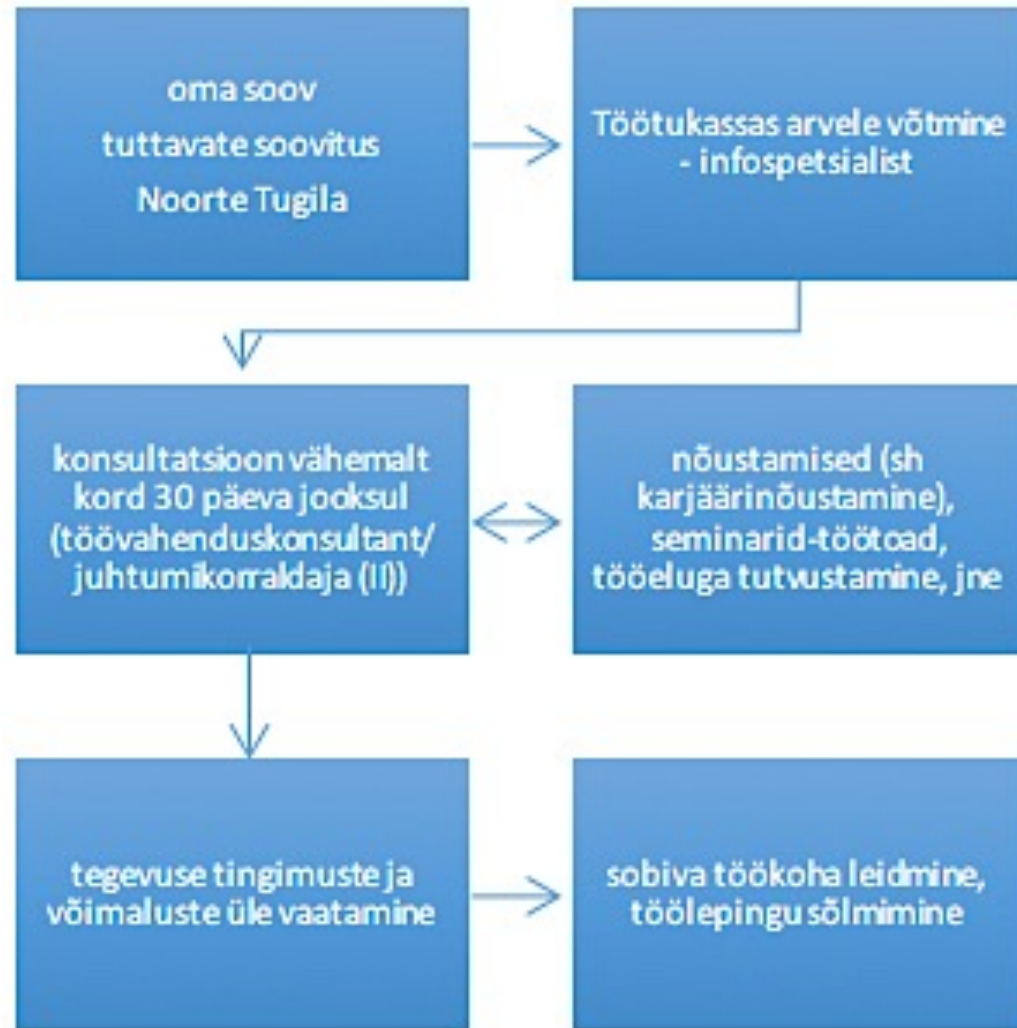 oma soov
tuttavate soovitus
Noorte Tugila
Töötukassas arvele võtmine
- infospetsialist
konsultatsioon vähemalt
kord 30 päeva jooksul
(töövahenduskonsultant/
juhtumikorraldaja (II))
nõustamised (sh
karjäärinõustamine),
seminarid-töötoad,
tööeluga tutvustamine, jne
tegevuse tingimuste ja
võimaluste üle vaatamine
sobiva töökoha leidmine,
töölepingu sõlmimine